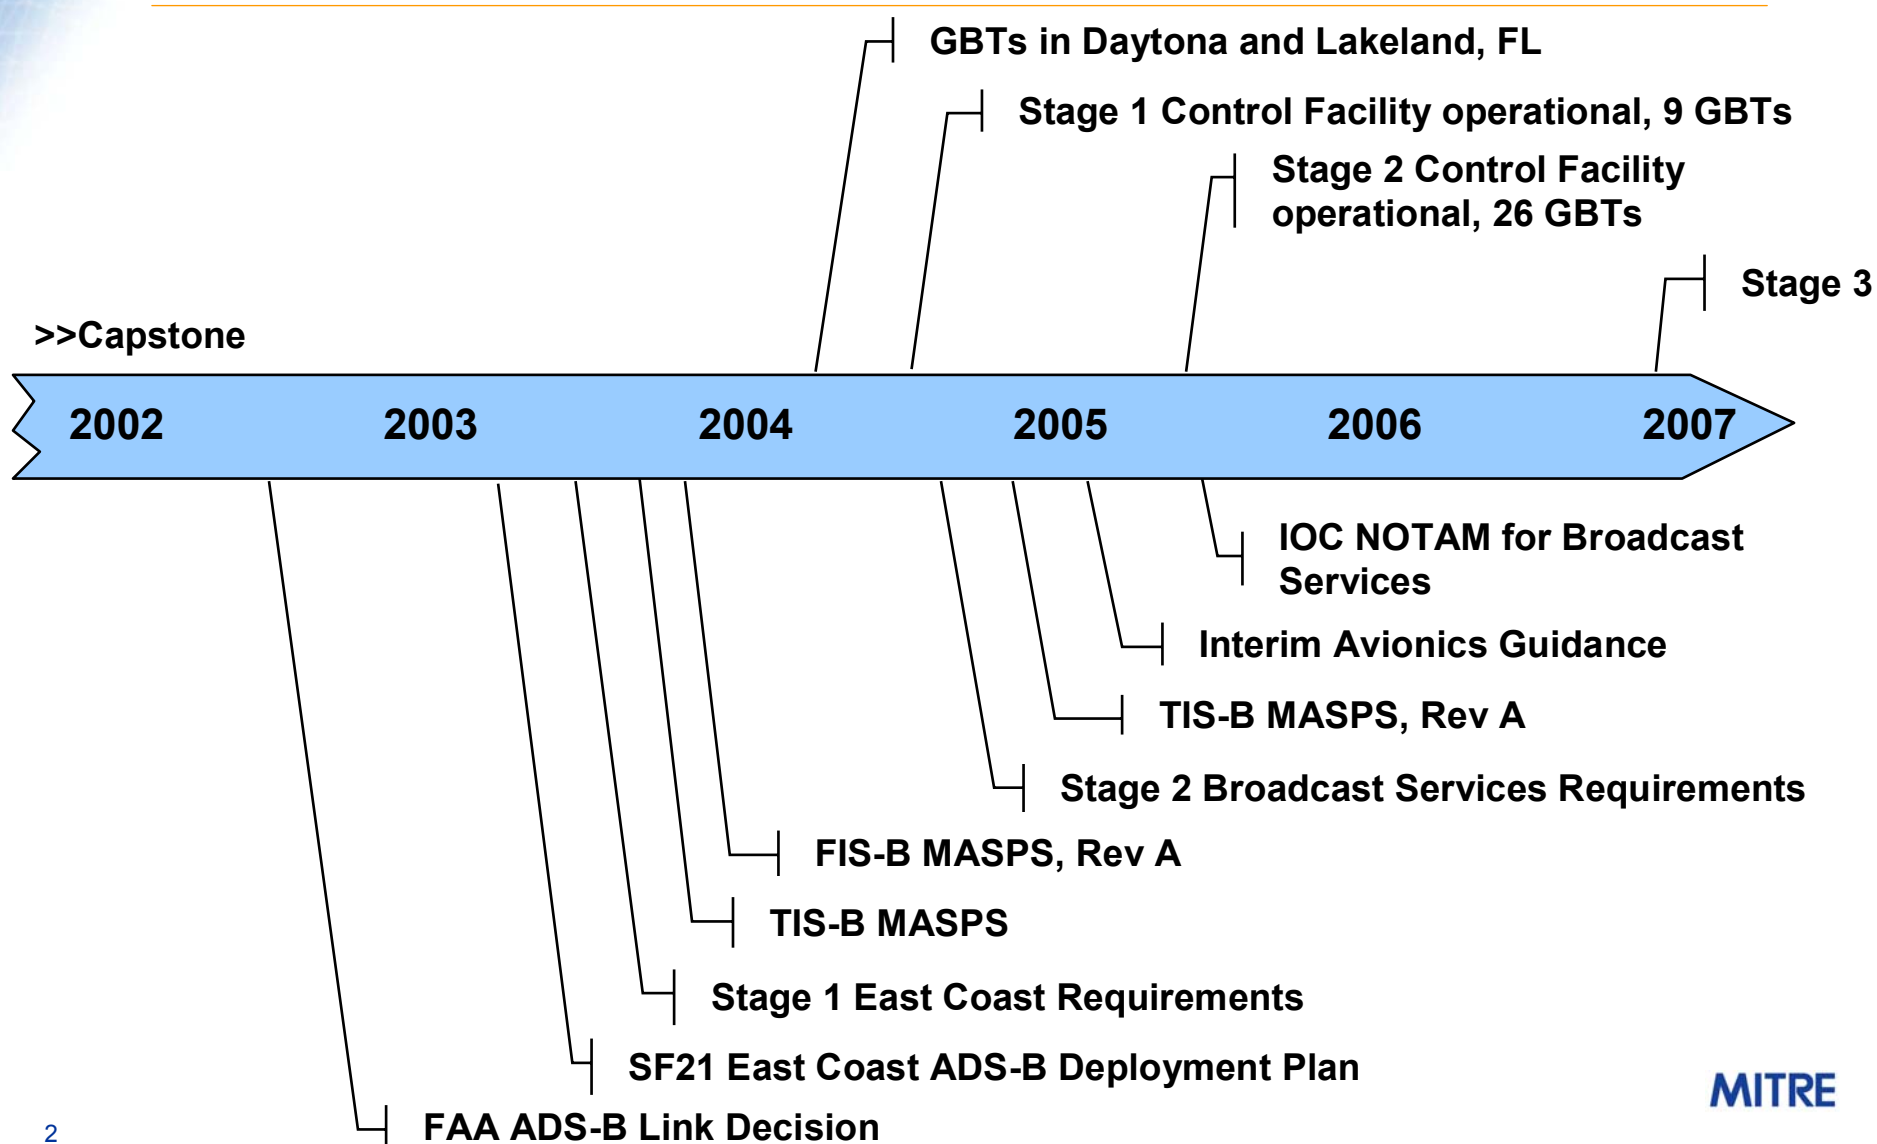 GBTs in Daytona and Lakeland, FL
Stage 1 Control Facility operational, 9 GBTs
Stage 2 Control Facility
operational, 26 GBTs
Stage 3
>>Capstone
2002 2003 2004 2005 2006 2007
IOC NOTAM for Broadcast
Services
Interim Avionics Guidance
TIS-B MASPS, Rev A
Stage 2 Broadcast Services Requirements
FIS-B MASPS, Rev A
TIS-B MASPS
Stage 1 East Coast Requirements
SF21 East Coast ADS-B Deployment Plan
FAA ADS-B Link Decision
MITRE
2